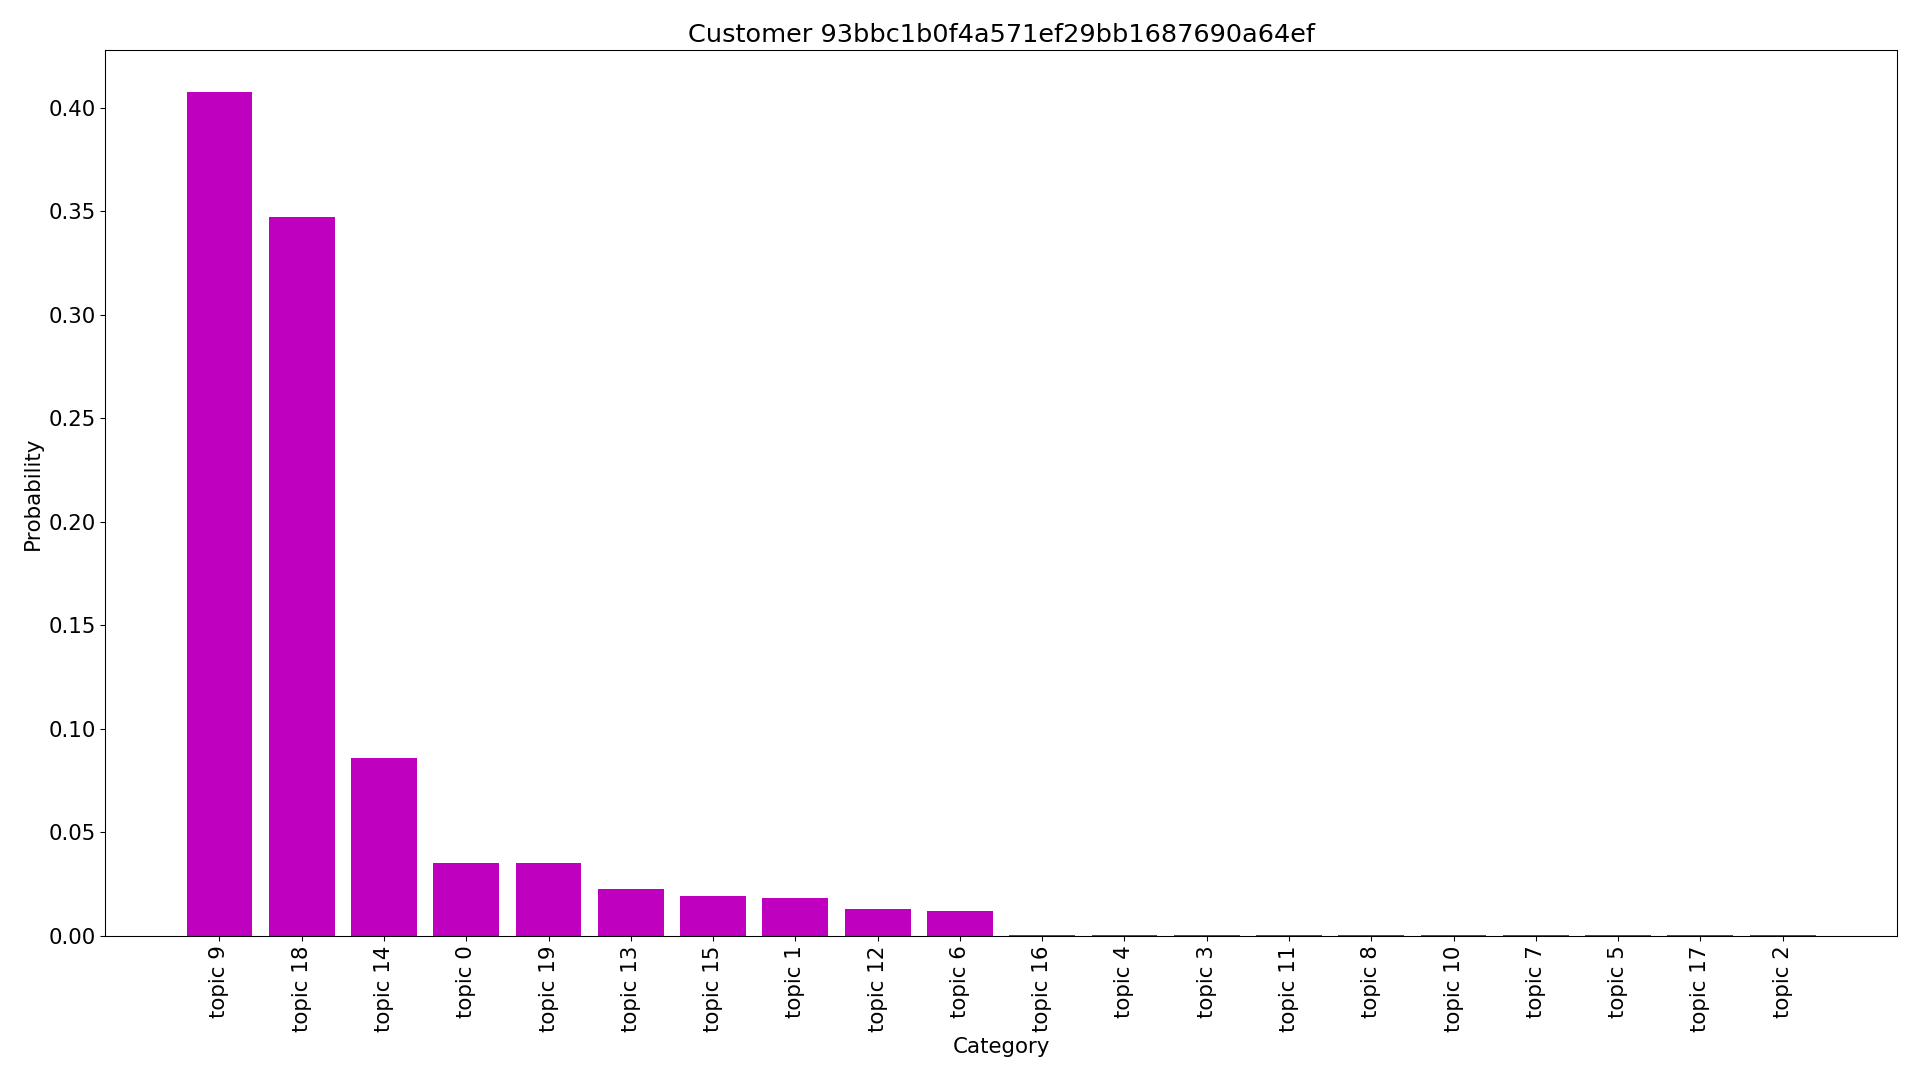 Customer 93bbc1b0f4a571ef29bb1687690a64ef
Probability
0.40
0.35
0.30
0.25
0.20
0.15
0.10
0.05
0.00
topic 9
topic 18
topic 14
topic 0
topic 19
topic 13
topic 15
topic 1
topic 12
topic 6
topic 16
topic 4
topic 3
topic 11
topic 8
topic 10
topic 7
topic 5
topic 17
topic 2
Category